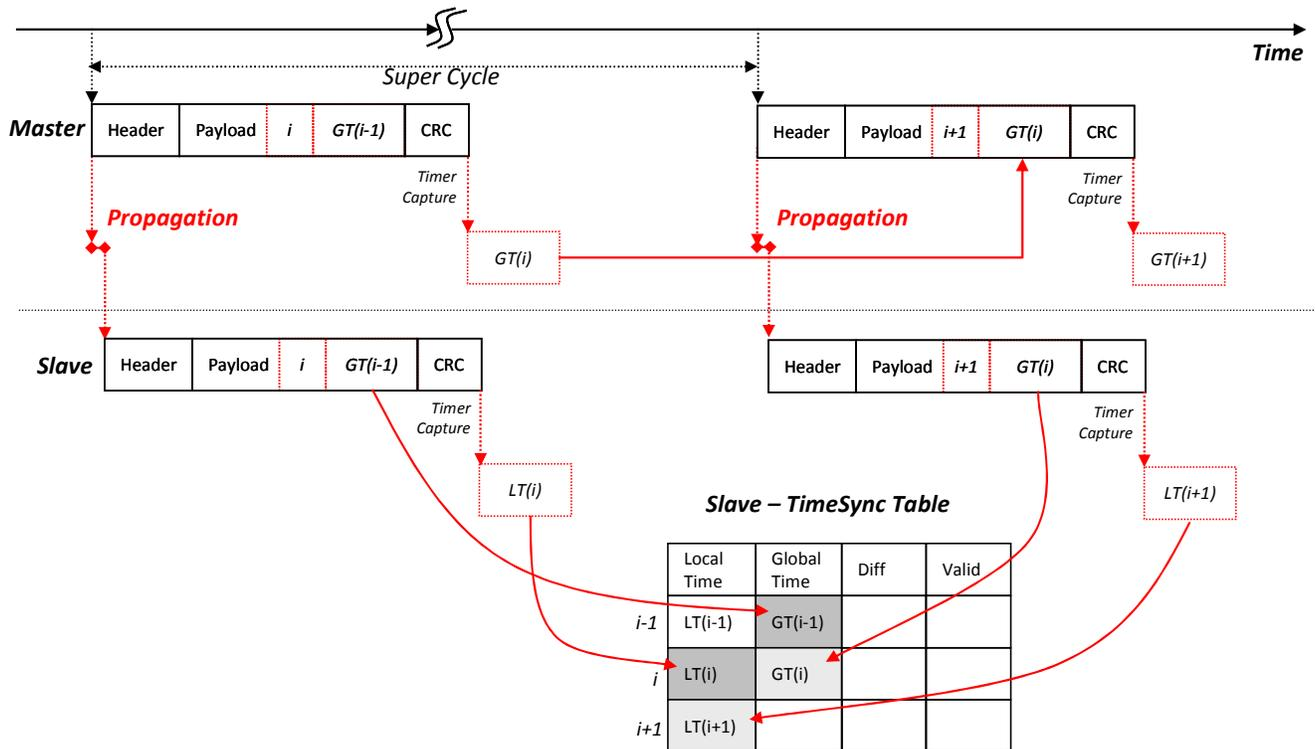 Time
Super Cycle
Master
Header
Payload
i
GT(i-1)
CRC
Header
Payload
i+1
GT(i)
CRC
Timer
Capture
Timer
Capture
Propagation
Propagation
GT(i)
GT(i+1)
Slave
Header
Payload
i
GT(i-1)
CRC
Header
Payload
i+1
GT(i)
CRC
Timer
Capture
Timer
Capture
LT(i)
LT(i+1)
Slave – TimeSync Table
Local
Time
Global
Time
Diff
Valid
i-1
LT(i-1)
GT(i-1)
i
LT(i)
GT(i)
i+1
LT(i+1)